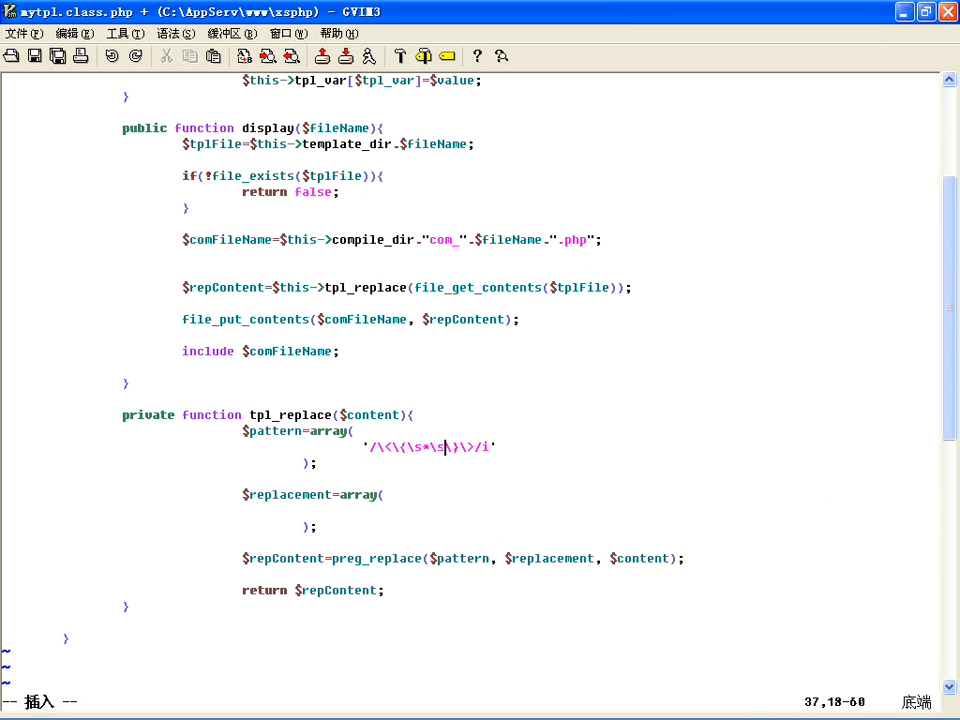 mytpl.class.php + (C:\AppServ\www\xsphp) - GVIM3
文件(F) 编辑(E) 工具(T) 语法(S) 缓冲区(B) 窗口(W) 帮助(H)
$this->tpl_var[$tpl_var]=$value;
}
public function display($fileName){
$tplFile=$this->template_dir.$fileName;
if(!file_exists($tplFile)){
return false;
}
$comFileName=$this->compile_dir."com_".$fileName.".php";
$repContent=$this->tpl_replace(file_get_contents($tplFile));
file_put_contents($comFileName, $repContent);
include $comFileName;
}
private function tpl_replace($content){
$pattern=array(
'/\<\{\s*\s\}\>/i'
);
$replacement=array(
);
$repContent=preg_replace($pattern, $replacement, $content);
return $repContent;
}
}
~
~
~
-- 插入 -- 37,18-60 底端